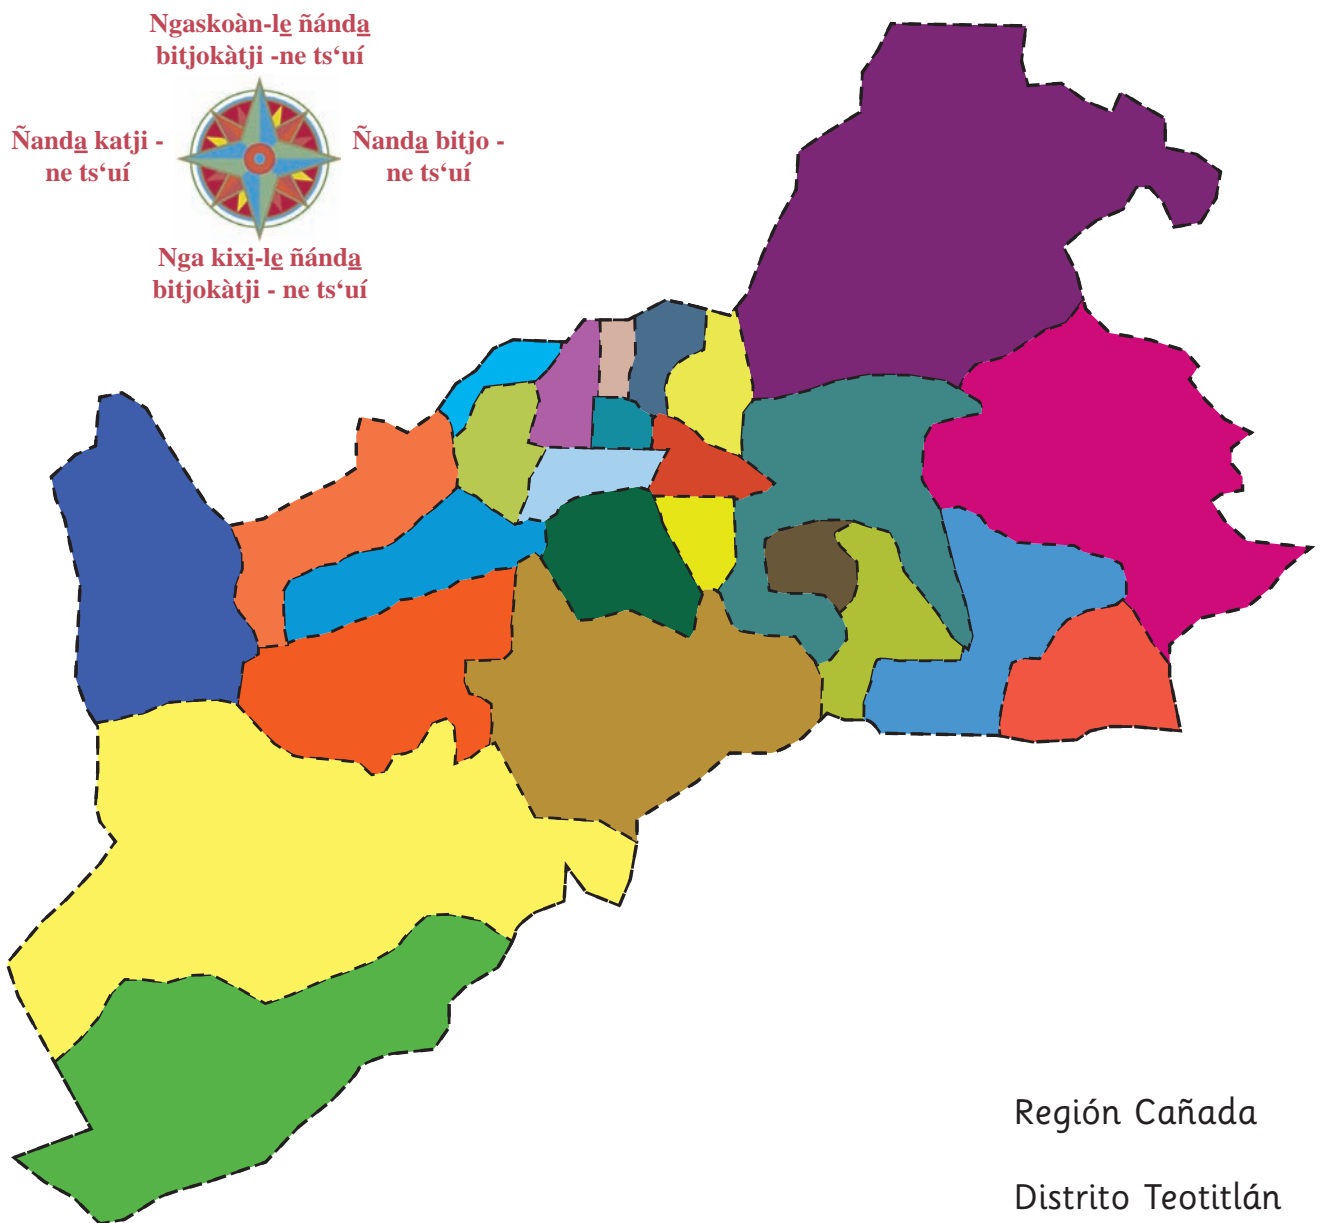 Ngaskoàn-le̲ ñánda̲
bitjokàtji -ne ts‘uí
Ñanda̲ katji -
ne ts‘uí
Ñanda̲ bitjo -
ne ts‘uí
Nga kixi̲-le̲ ñánda̲
bitjokàtji - ne ts‘uí
Región Cañada
Distrito Teotitlán